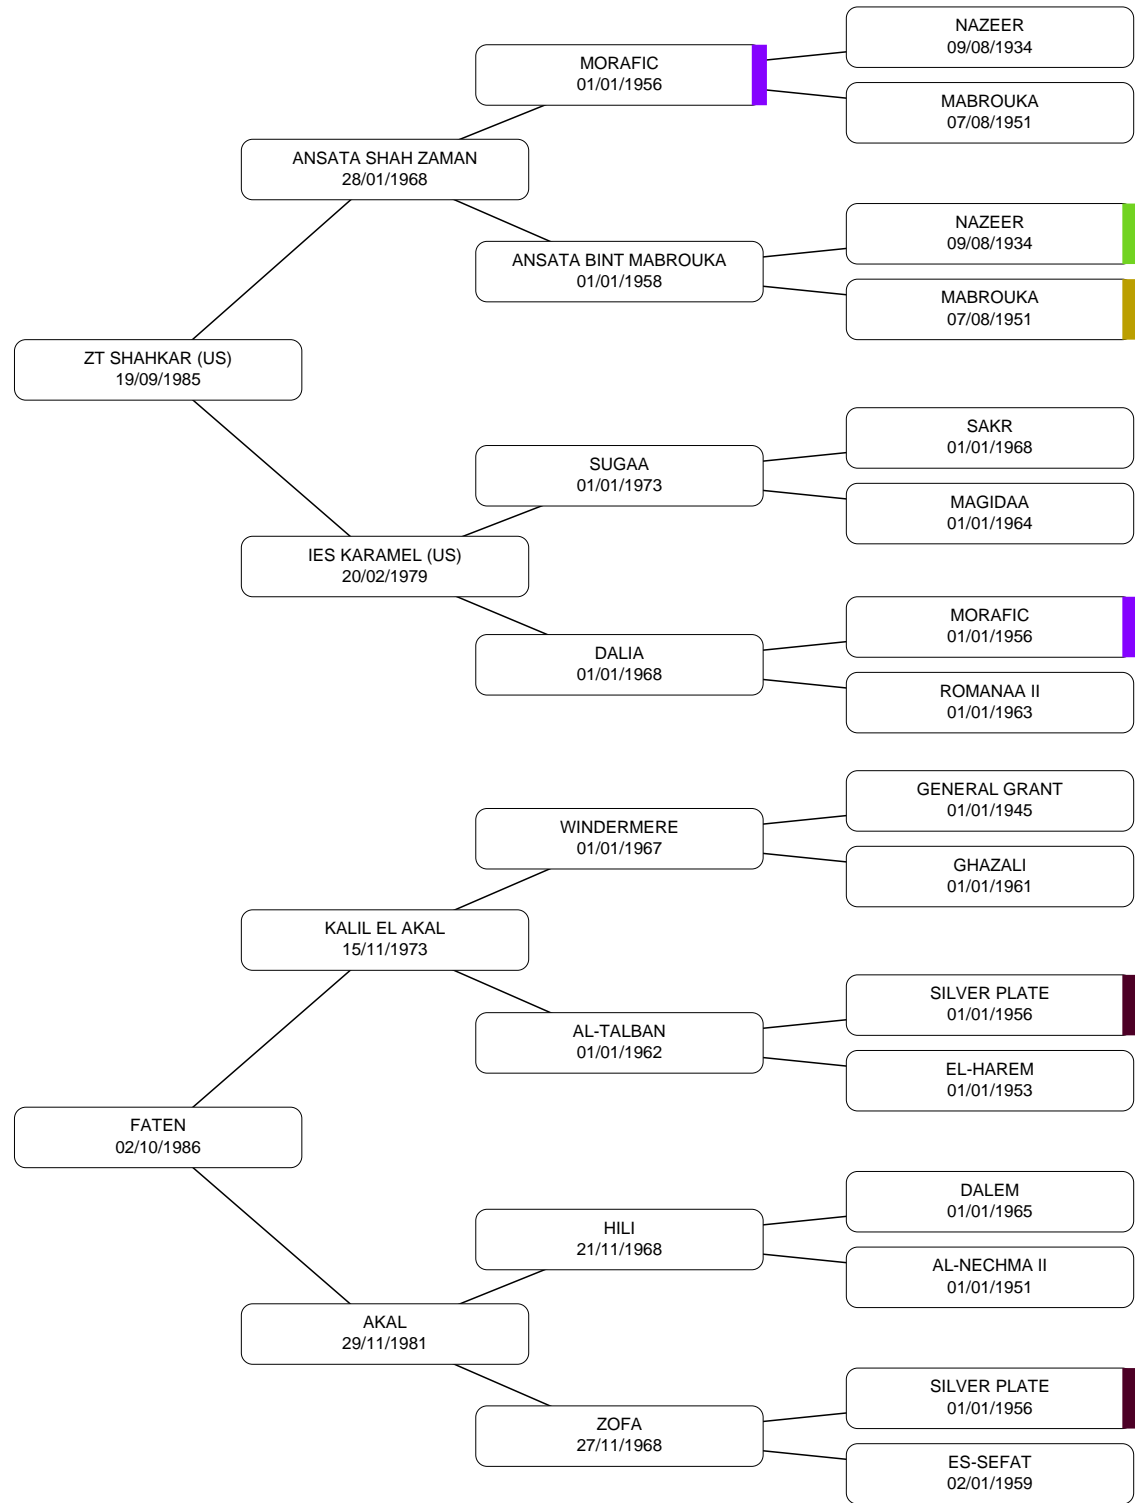 NAZEER
09/08/1934
MORAFIC
01/01/1956
MABROUKA
07/08/1951
ANSATA SHAH ZAMAN
28/01/1968
NAZEER
09/08/1934
ANSATA BINT MABROUKA
01/01/1958
MABROUKA
07/08/1951
ZT SHAHKAR (US)
19/09/1985
SAKR
01/01/1968
SUGAA
01/01/1973
MAGIDAA
01/01/1964
IES KARAMEL (US)
20/02/1979
MORAFIC
01/01/1956
DALIA
01/01/1968
ROMANAA II
01/01/1963
GENERAL GRANT
01/01/1945
WINDERMERE
01/01/1967
GHAZALI
01/01/1961
KALIL EL AKAL
15/11/1973
SILVER PLATE
01/01/1956
AL-TALBAN
01/01/1962
EL-HAREM
01/01/1953
FATEN
02/10/1986
DALEM
01/01/1965
HILI
21/11/1968
AL-NECHMA II
01/01/1951
AKAL
29/11/1981
SILVER PLATE
01/01/1956
ZOFA
27/11/1968
ES-SEFAT
02/01/1959